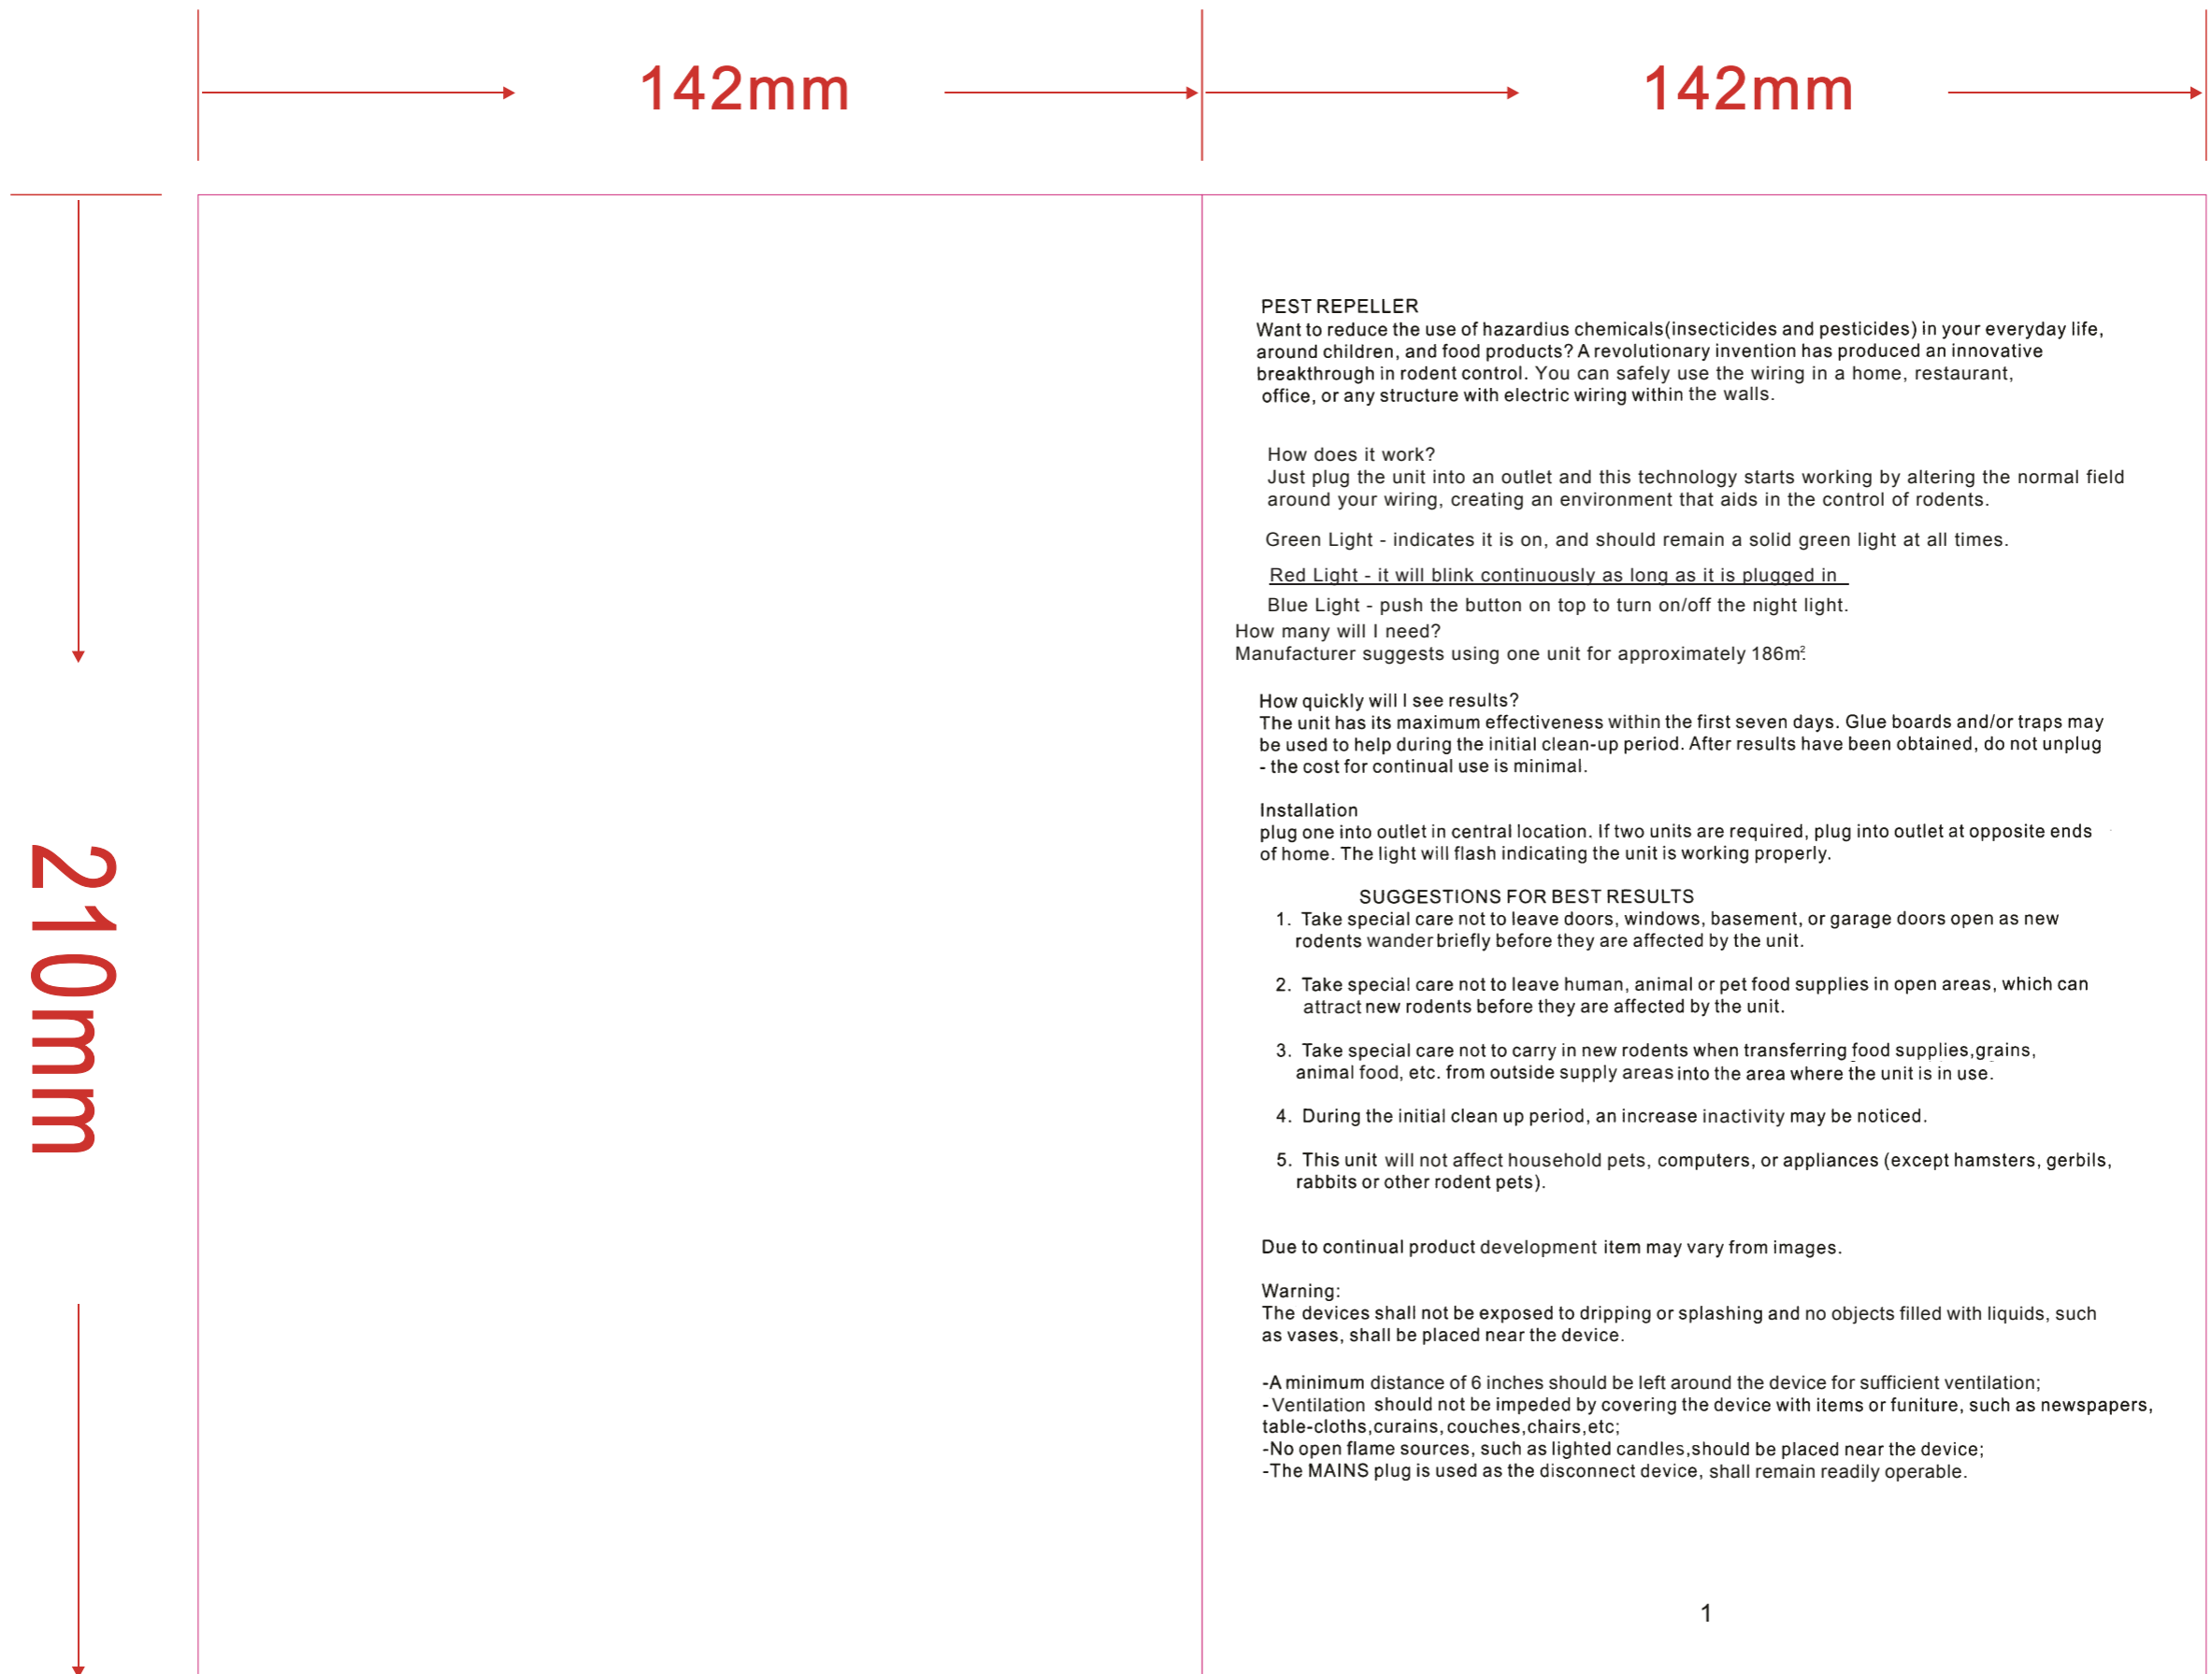 142mm
142mm
210mm
PEST REPELLER
Want to reduce the use of hazardius chemicals(insecticides and pesticides) in your everyday life,
around children, and food products? A revolutionary invention has produced an innovative
breakthrough in rodent control. You can safely use the wiring in a home, restaurant,
office, or any structure with electric wiring within the walls.
How does it work?
Just plug the unit into an outlet and this technology starts working by altering the normal field
around your wiring, creating an environment that aids in the control of rodents.
Green Light - indicates it is on, and should remain a solid green light at all times.
Red Light - it will blink continuously as long as it is plugged in
Blue Light - push the button on top to turn on/off the night light.
How many will I need?
Manufacturer suggests using one unit for approximately 186m².
How quickly will I see results?
The unit has its maximum effectiveness within the first seven days. Glue boards and/or traps may
be used to help during the initial clean-up period. After results have been obtained, do not unplug
- the cost for continual use is minimal.
Installation
plug one into outlet in central location. If two units are required, plug into outlet at opposite ends
of home. The light will flash indicating the unit is working properly.
SUGGESTIONS FOR BEST RESULTS
1. Take special care not to leave doors, windows, basement, or garage doors open as new
rodents wander briefly before they are affected by the unit.
2. Take special care not to leave human, animal or pet food supplies in open areas, which can
attract new rodents before they are affected by the unit.
3. Take special care not to carry in new rodents when transferring food supplies,grains,
animal food, etc. from outside supply areas into the area where the unit is in use.
4. During the initial clean up period, an increase inactivity may be noticed.
5. This unit will not affect household pets, computers, or appliances (except hamsters, gerbils,
rabbits or other rodent pets).
Due to continual product development item may vary from images.
Warning:
The devices shall not be exposed to dripping or splashing and no objects filled with liquids, such
as vases, shall be placed near the device.
-A minimum distance of 6 inches should be left around the device for sufficient ventilation;
-Ventilation should not be impeded by covering the device with items or funiture, such as newspapers,
table-cloths,curains,couches,chairs,etc;
-No open flame sources, such as lighted candles,should be placed near the device;
-The MAINS plug is used as the disconnect device, shall remain readily operable.
1